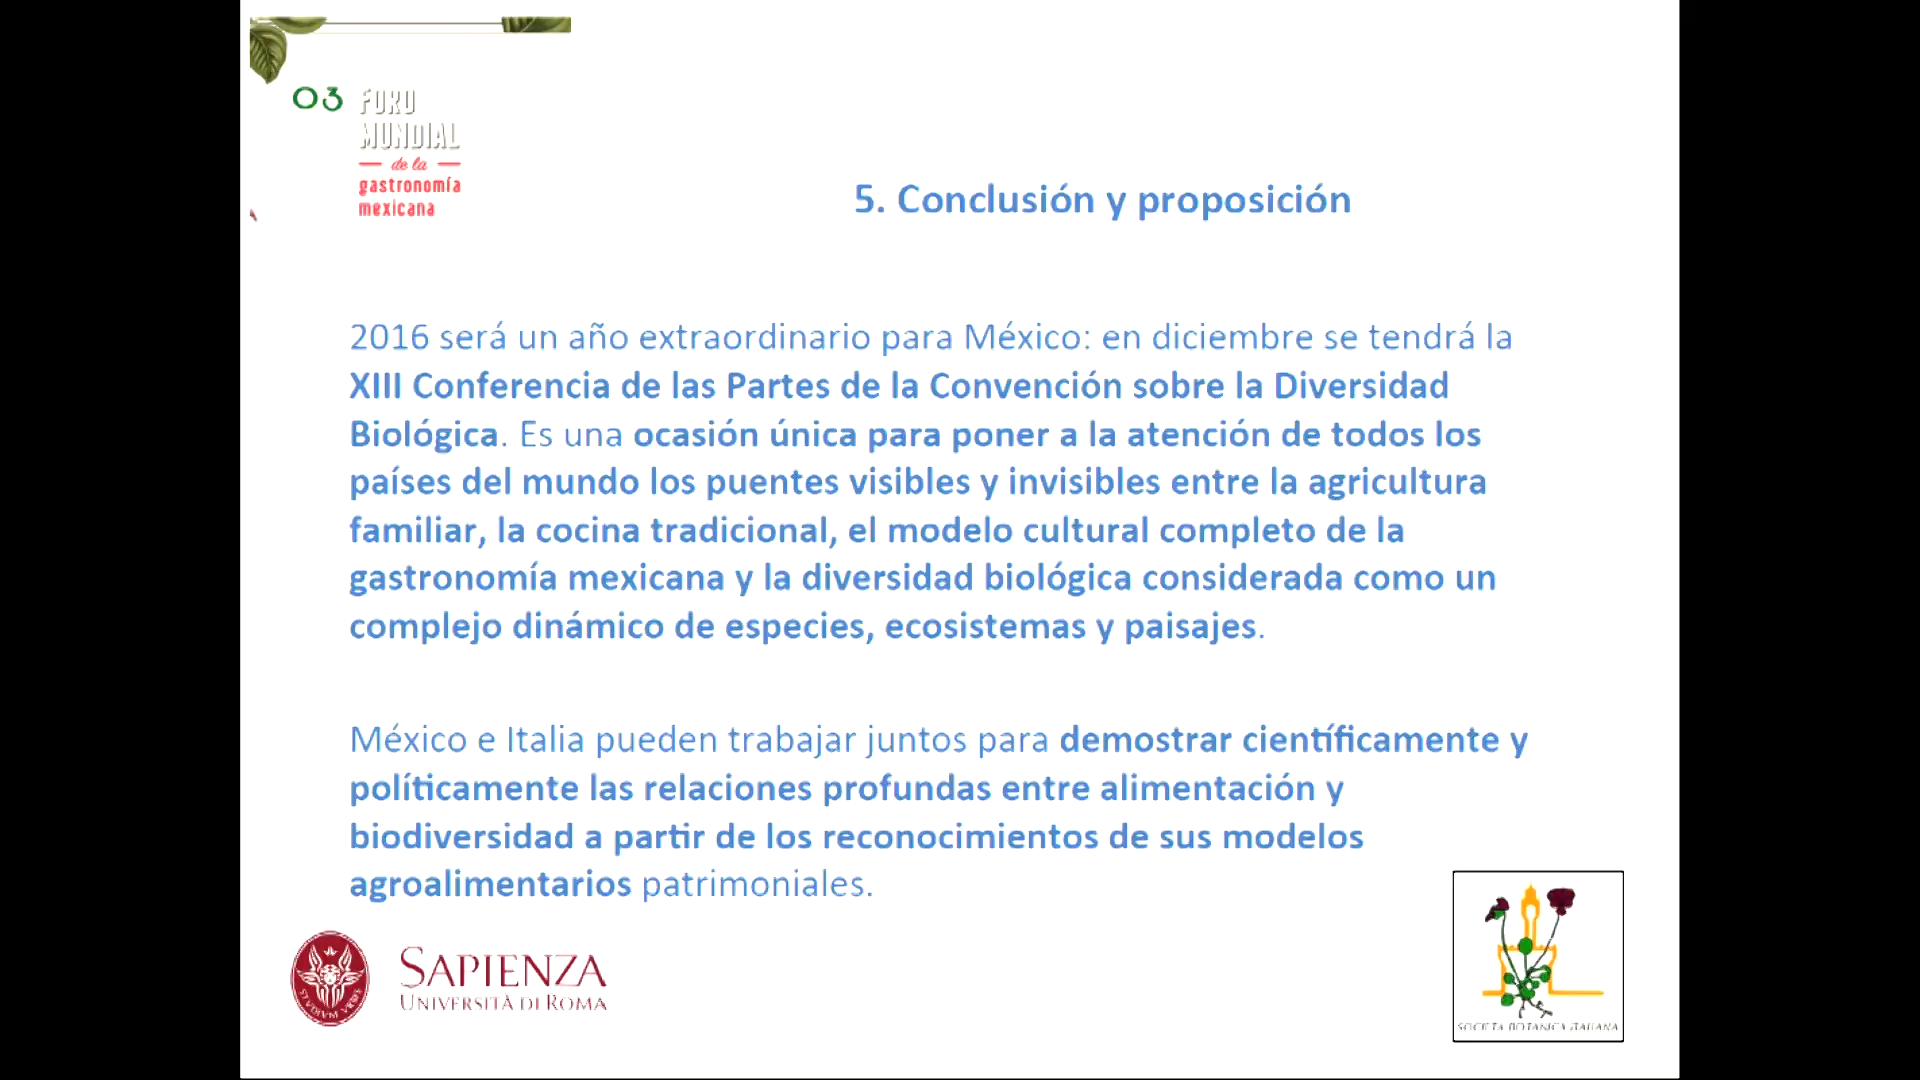 03 FORO
MUNDIAL
de la
gastronomía
mexicana
5. Conclusión y proposición
2016 será un año extraordinario para México: en diciembre se tendrá la
XIII Conferencia de las Partes de la Convención sobre la Diversidad
Biológica. Es una ocasión única para poner a la atención de todos los
países del mundo los puentes visibles y invisibles entre la agricultura
familiar, la cocina tradicional, el modelo cultural completo de la
gastronomía mexicana y la diversidad biológica considerada como un
complejo dinámico de especies, ecosistemas y paisajes.
México e Italia pueden trabajar juntos para demostrar científicamente y
políticamente las relaciones profundas entre alimentación y
biodiversidad a partir de los reconocimientos de sus modelos
agroalimentarios patrimoniales.
SAPIENZA
UNIVERSITÀ DI ROMA
SOCIETÀ BOTANICA ITALIANA